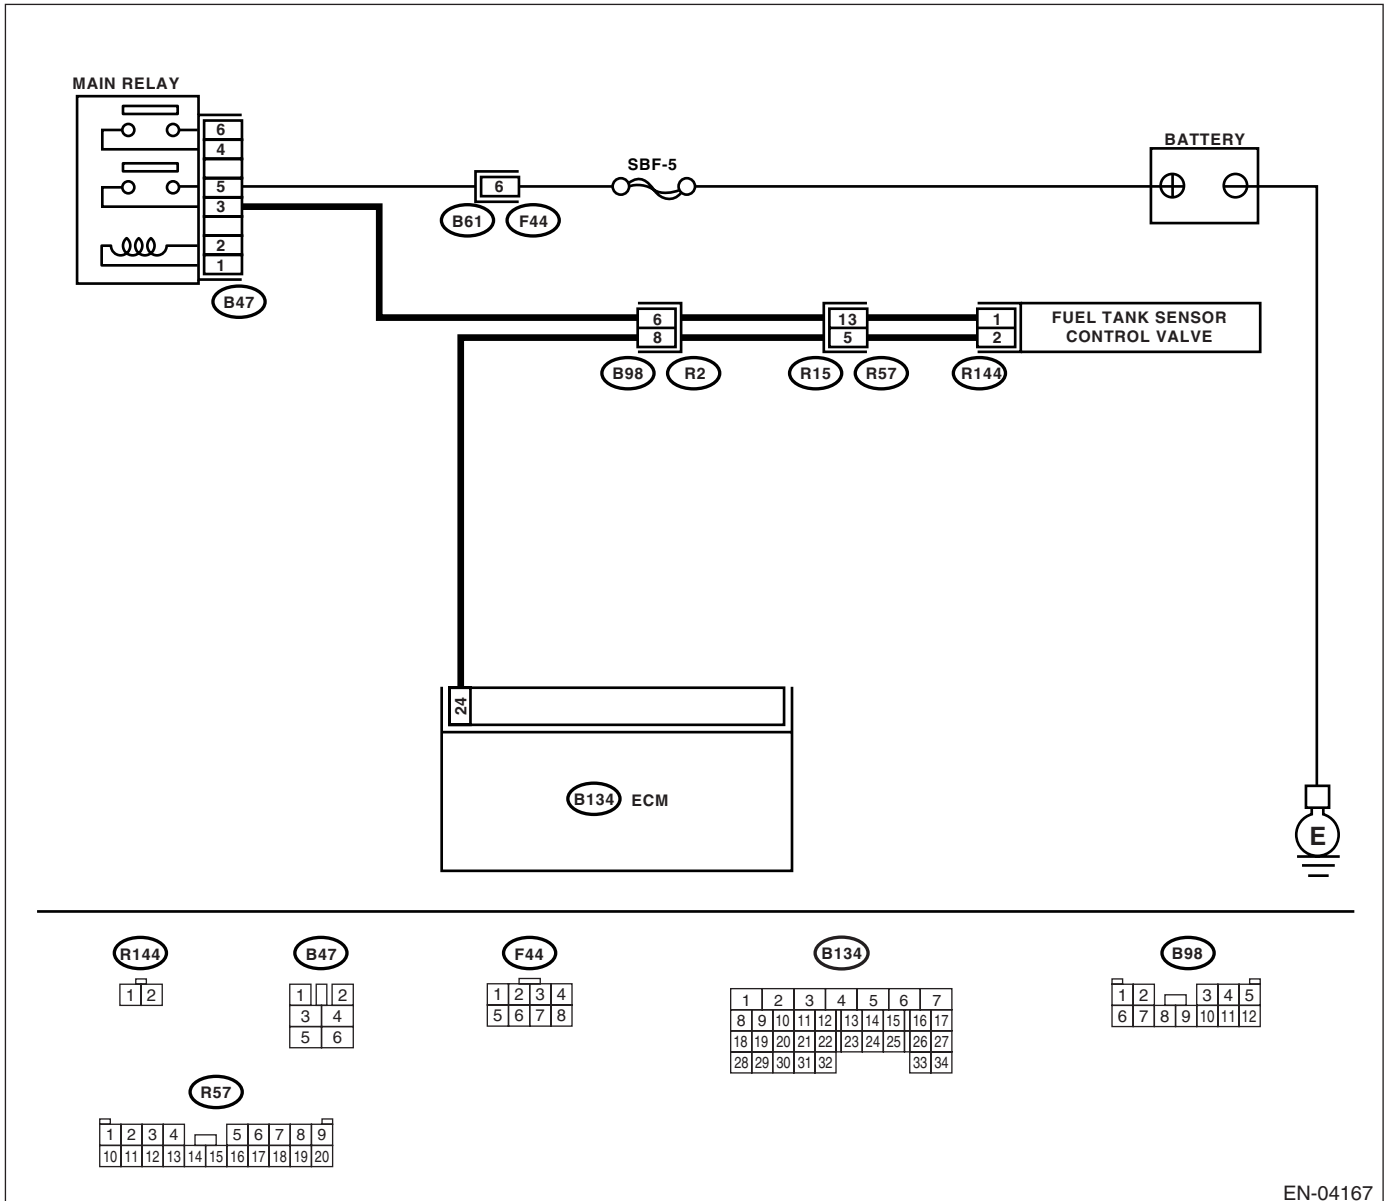 MAIN RELAY
6
4
5
3
2
1
B47
6
B61 F44
SBF-5
BATTERY
6
8
B98 R2
13
5
R15 R57
1
2
R144
FUEL TANK SENSOR
CONTROL VALVE
24
B134 ECM
E
R144
1 2
B47
1 2
3 4
5 6
F44
1 2 3 4
5 6 7 8
B134
1 2 3 4 5 6 7
8 9 10 11 12 13 14 15 16 17
18 19 20 21 22 23 24 25 26 27
28 29 30 31 32 33 34
B98
1 2 3 4 5
6 7 8 9 10 11 12
R57
1 2 3 4 5 6 7 8 9
10 11 12 13 14 15 16 17 18 19 20
EN-04167